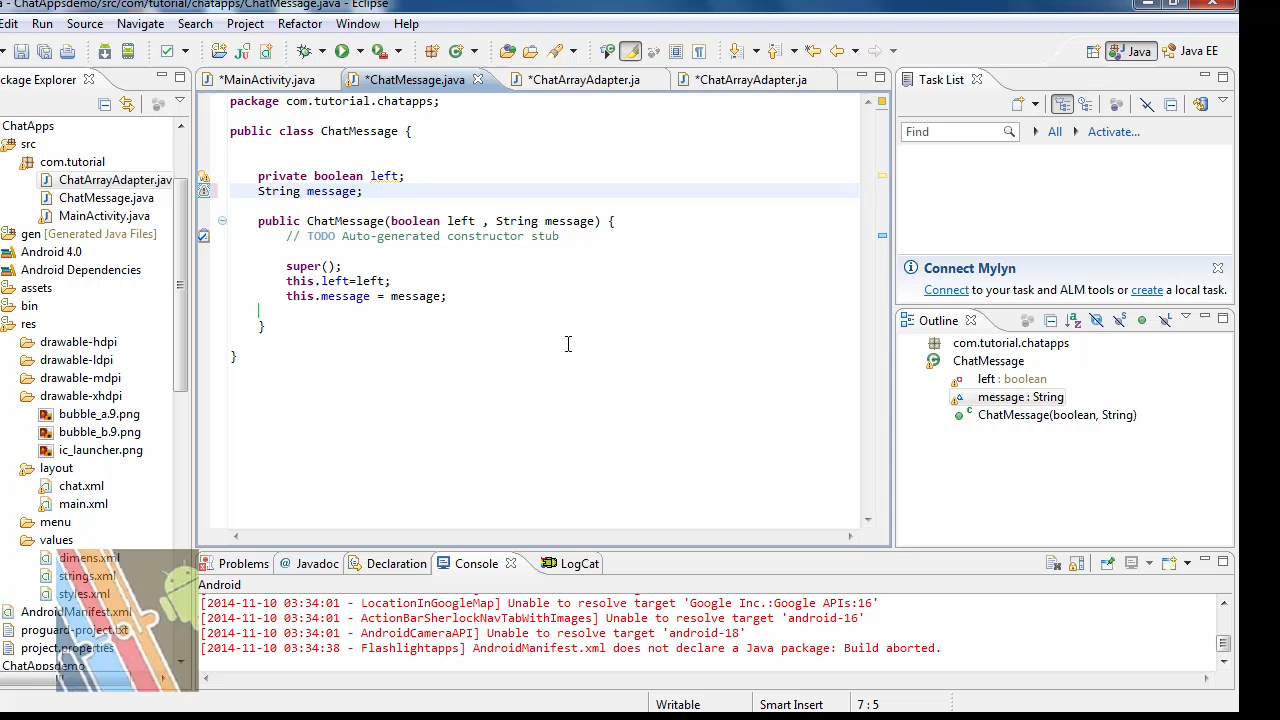 - ChatAppsdemo/src/com/tutorial/chatapps/ChatMessage.java - Eclipse
Edit Run Source Navigate Search Project Refactor Window Help
Java Java EE
Package Explorer
*MainActivity.java *ChatMessage.java *ChatArrayAdapter.ja *ChatArrayAdapter.ja
Task List
ChatApps
src
com.tutorial
ChatArrayAdapter.jav
ChatMessage.java
MainActivity.java
gen [Generated Java Files]
Android 4.0
Android Dependencies
assets
bin
res
drawable-hdpi
drawable-ldpi
drawable-mdpi
drawable-xhdpi
bubble_a.9.png
bubble_b.9.png
ic_launcher.png
layout
chat.xml
main.xml
menu
values
dimens.xml
strings.xml
styles.xml
AndroidManifest.xml
proguard-project.txt
project.properties
ChatAppsdemo
package com.tutorial.chatapps;
public class ChatMessage {
private boolean left;
String message;
public ChatMessage(boolean left , String message) {
// TODO Auto-generated constructor stub
super();
this.left=left;
this.message = message;
}
}
Find All Activate...
Connect Mylyn
Connect to your task and ALM tools or create a local task.
Outline
com.tutorial.chatapps
ChatMessage
left : boolean
message : String
ChatMessage(boolean, String)
Problems Javadoc Declaration Console LogCat
Android
[2014-11-10 03:34:01 - LocationInGoogleMap] Unable to resolve target 'Google Inc.:Google APIs:16'
[2014-11-10 03:34:01 - ActionBarSherlockNavTabWithImages] Unable to resolve target 'android-16'
[2014-11-10 03:34:01 - AndroidCameraAPI] Unable to resolve target 'android-18'
[2014-11-10 03:34:38 - Flashlightapps] AndroidManifest.xml does not declare a Java package: Build aborted.
Writable Smart Insert 7 : 5